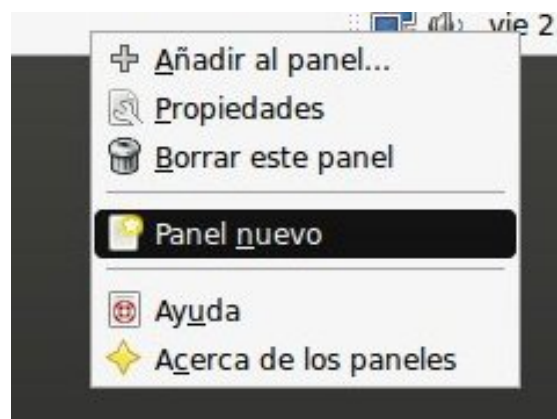 vie 2
Añadir al panel...
Propiedades
Borrar este panel
Panel nuevo
Ayuda
Acerca de los paneles